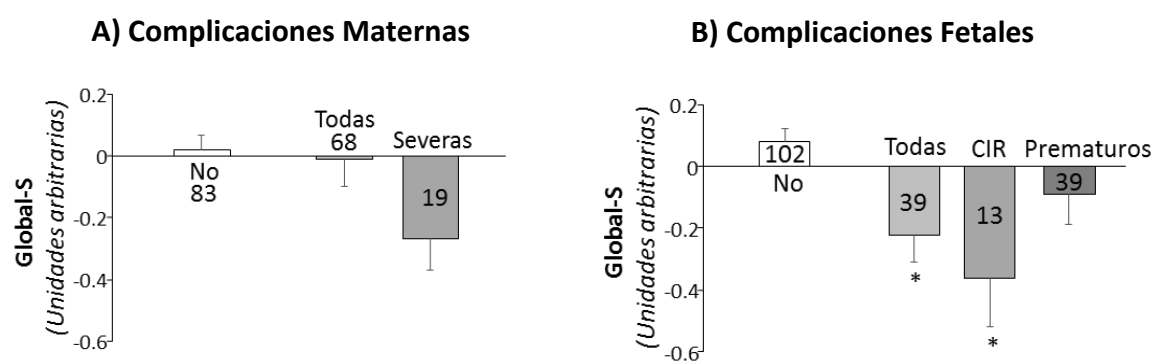 A) Complicaciones Maternas
Global-S
(Unidades arbitrarias)
0.2
0
-0.2
-0.4
-0.6
No
83
Todas
68
Severas
19
B) Complicaciones Fetales
Global-S
(Unidades arbitrarias)
0.2
0
-0.2
-0.4
-0.6
102
No
Todas
39
*
CIR
13
*
Prematuros
39